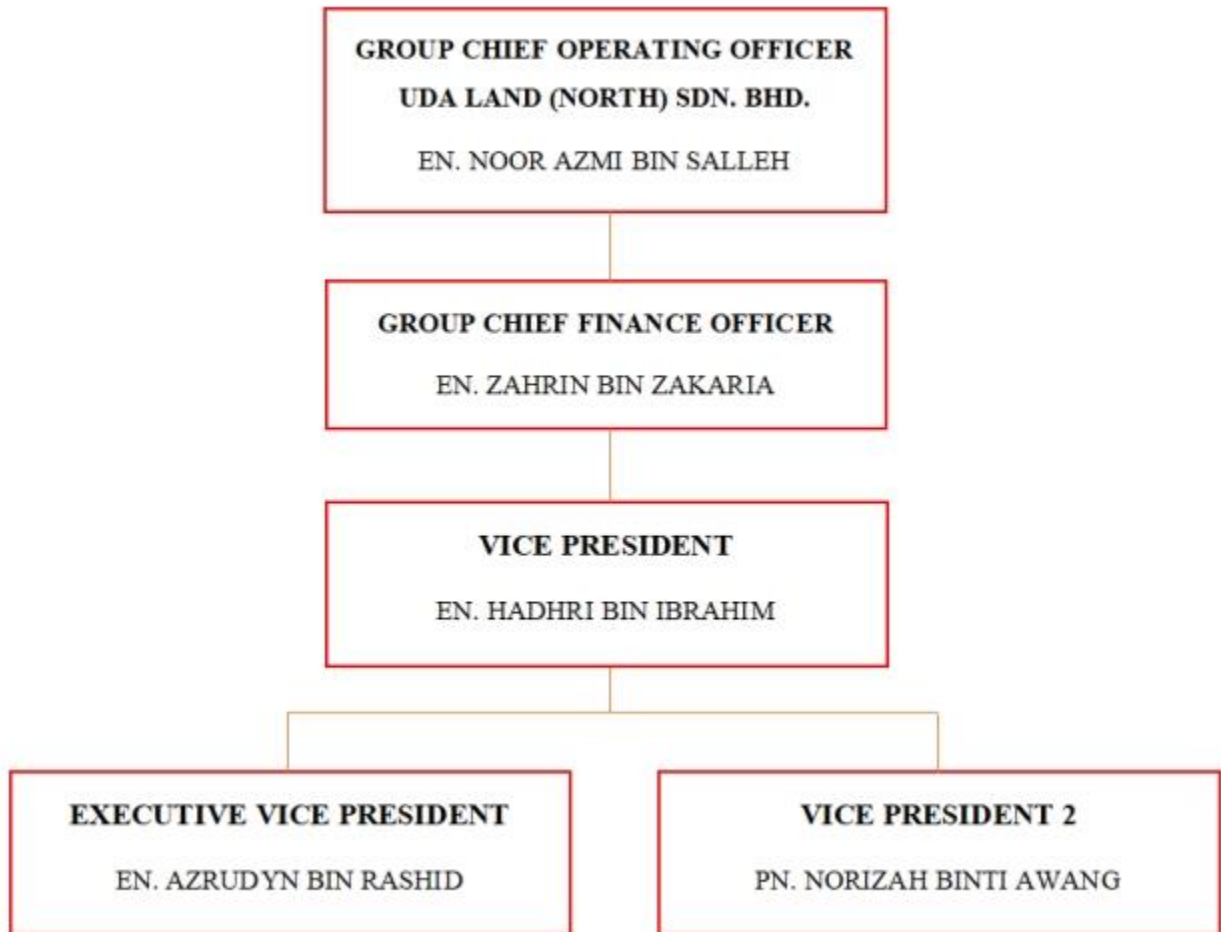 GROUP CHIEF OPERATING OFFICER
UDA LAND (NORTH) SDN. BHD.
EN. NOOR AZMI BIN SALLEH
GROUP CHIEF FINANCE OFFICER
EN. ZAHRIN BIN ZAKARIA
VICE PRESIDENT
EN. HADHRI BIN IBRAHIM
EXECUTIVE VICE PRESIDENT
EN. AZRUDYN BIN RASHID
VICE PRESIDENT 2
PN. NORIZAH BINTI AWANG